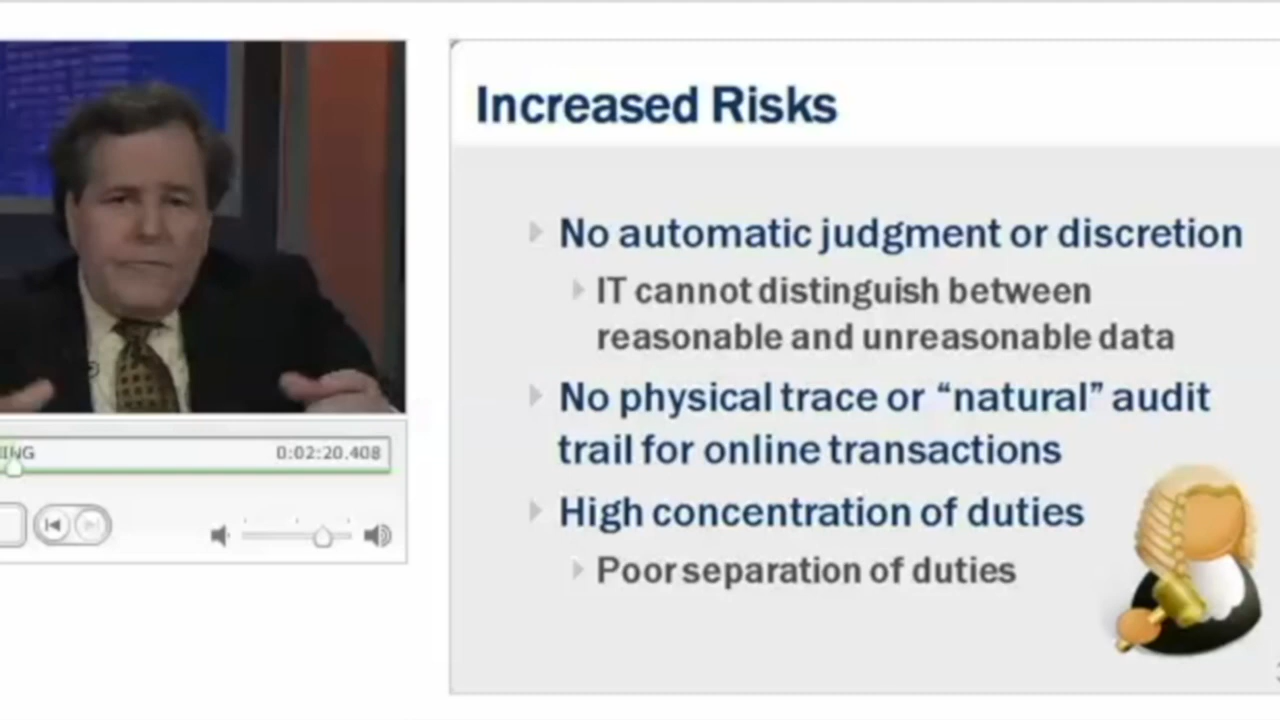 Increased Risks
No automatic judgment or discretion
IT cannot distinguish between
reasonable and unreasonable data
No physical trace or “natural” audit
trail for online transactions
High concentration of duties
Poor separation of duties
0:02:20.408